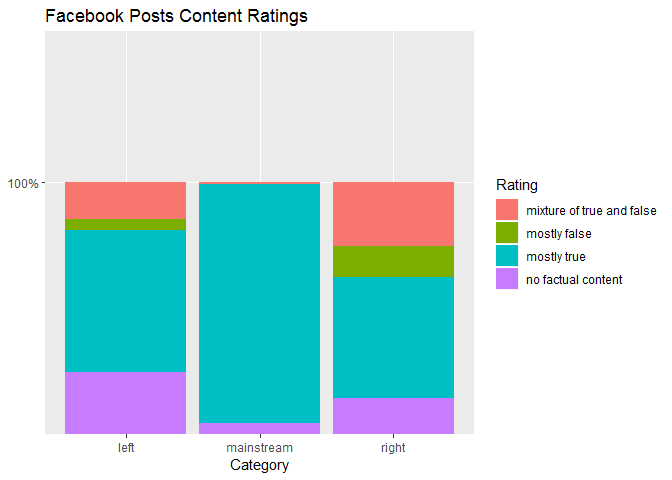 Facebook Posts Content Ratings
100%
left
mainstream
right
Category
Rating
mixture of true and false
mostly false
mostly true
no factual content